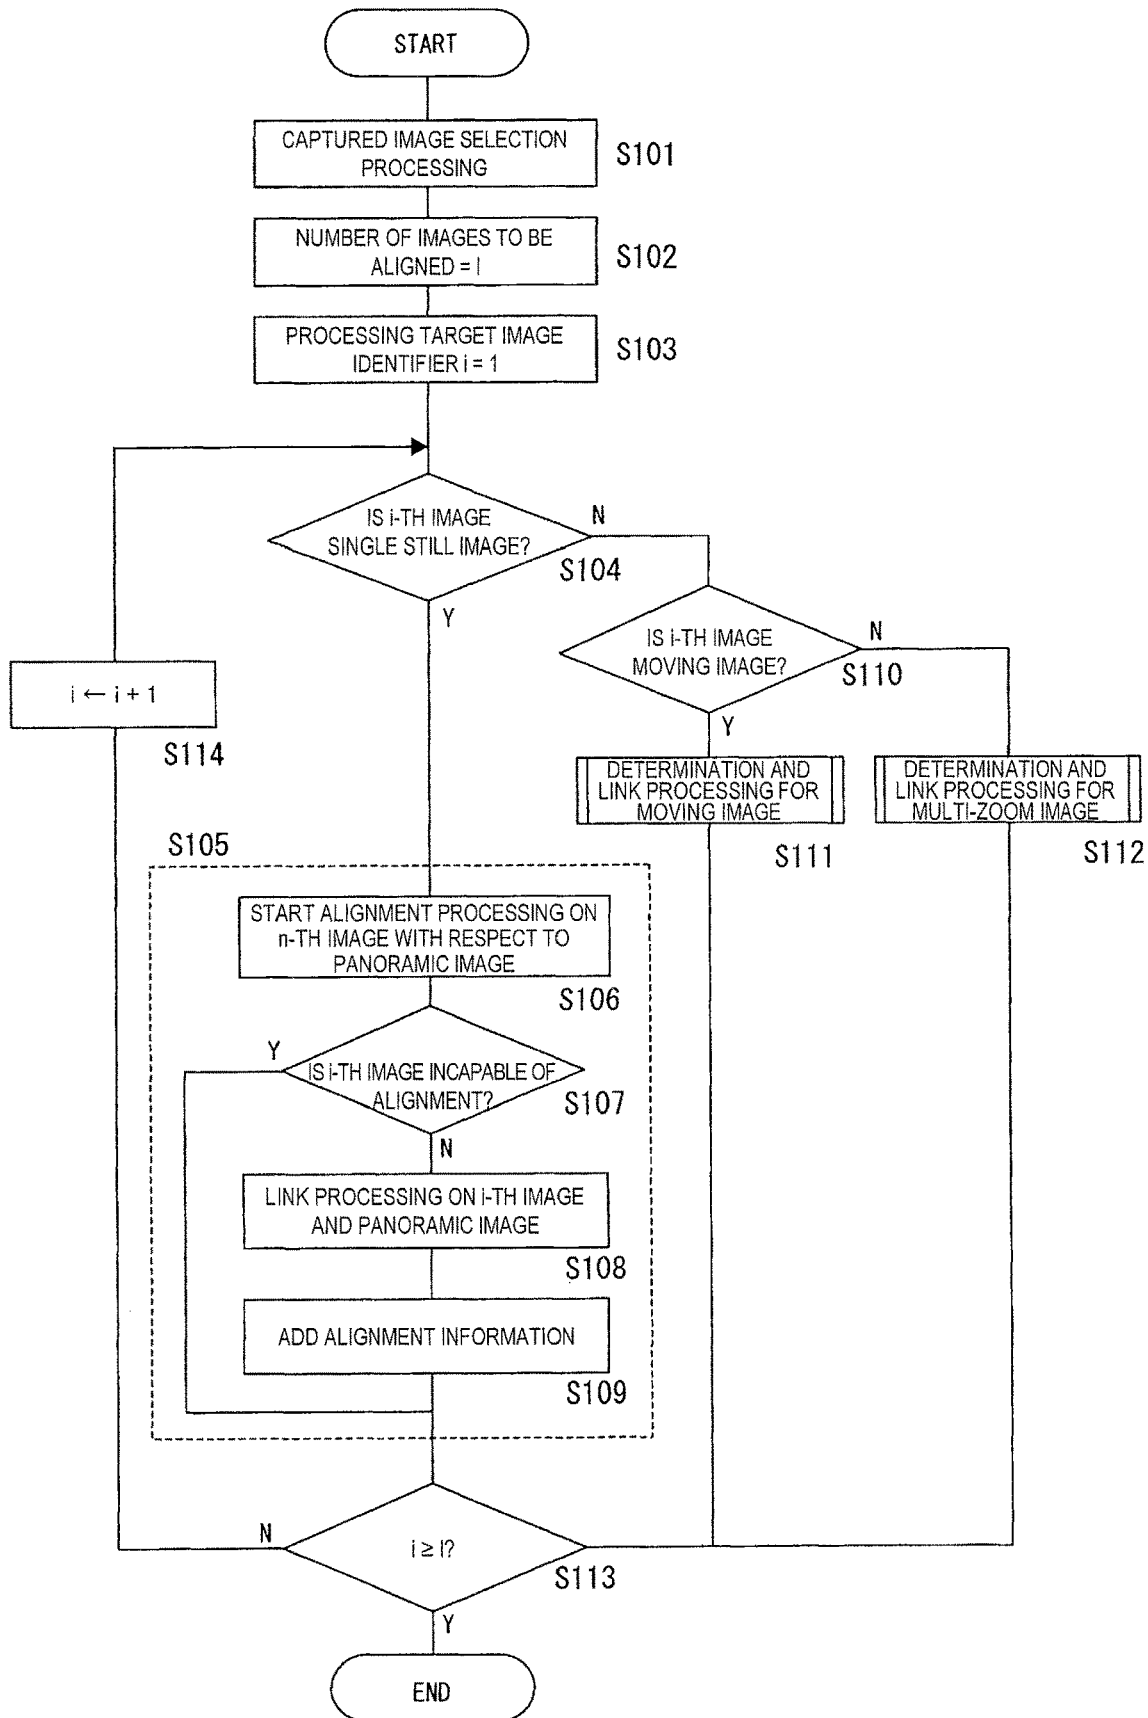 START
CAPTURED IMAGE SELECTION
PROCESSING
S101
NUMBER OF IMAGES TO BE
ALIGNED = I
S102
PROCESSING TARGET IMAGE
IDENTIFIER i = 1
S103
IS i-TH IMAGE
SINGLE STILL IMAGE?
N
S104
Y
IS i-TH IMAGE
MOVING IMAGE?
N
S110
Y
i ← i + 1
S114
DETERMINATION AND
LINK PROCESSING FOR
MOVING IMAGE
S111
DETERMINATION AND
LINK PROCESSING FOR
MULTI-ZOOM IMAGE
S112
S105
START ALIGNMENT PROCESSING ON
n-TH IMAGE WITH RESPECT TO
PANORAMIC IMAGE
S106
Y
IS i-TH IMAGE INCAPABLE OF
ALIGNMENT?
S107
N
LINK PROCESSING ON i-TH IMAGE
AND PANORAMIC IMAGE
S108
ADD ALIGNMENT INFORMATION
S109
N
i ≥ I?
S113
Y
END